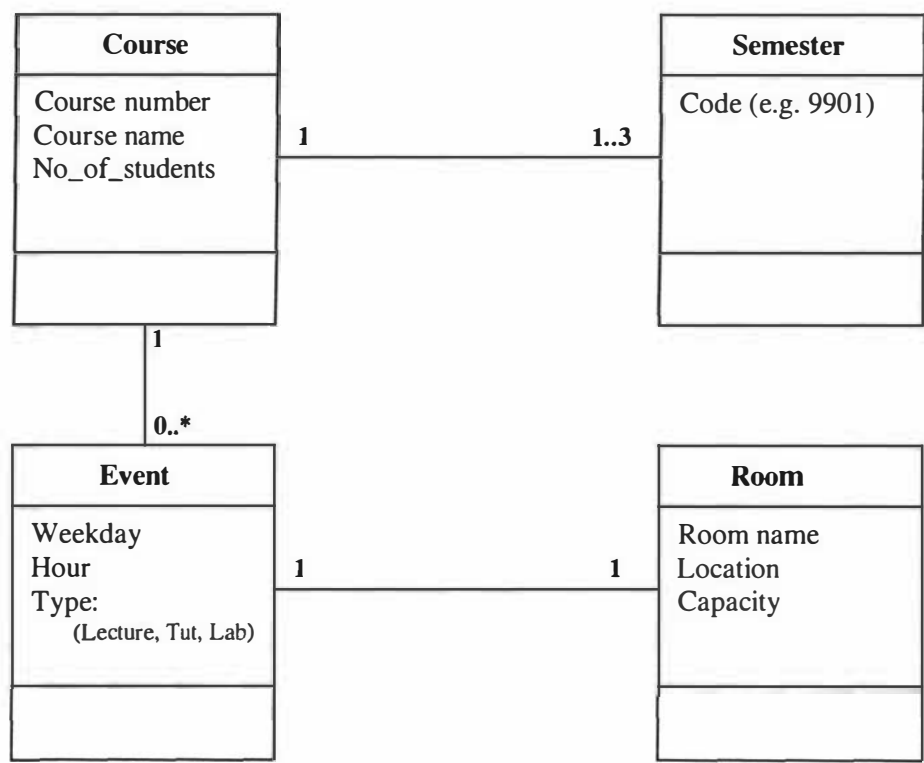 Course
Course number
Course name
No_of_students
1
1..3
Semester
Code (e.g. 9901)
1
0..*
Event
Weekday
Hour
Type:
(Lecture, Tut, Lab)
1
1
Room
Room name
Location
Capacity